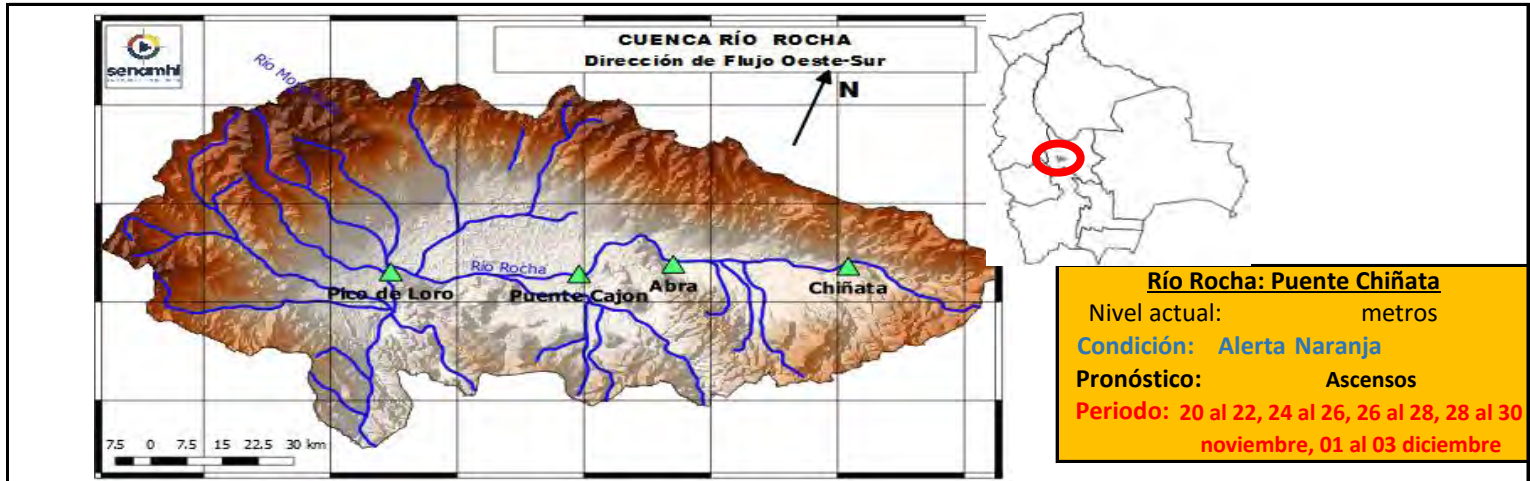 senamhi
CUENCA RÍO ROCHA
Dirección de Flujo Oeste-Sur
N
Río Rocha
Pico de Loro
Puente Cajon
Abra
Chiñata
7.5 0 7.5 15 22.5 30 km
Río Rocha: Puente Chiñata
Nivel actual: metros
Condición: Alerta Naranja
Pronóstico: Ascensos
Periodo: 20 al 22, 24 al 26, 26 al 28, 28 al 30
noviembre, 01 al 03 diciembre